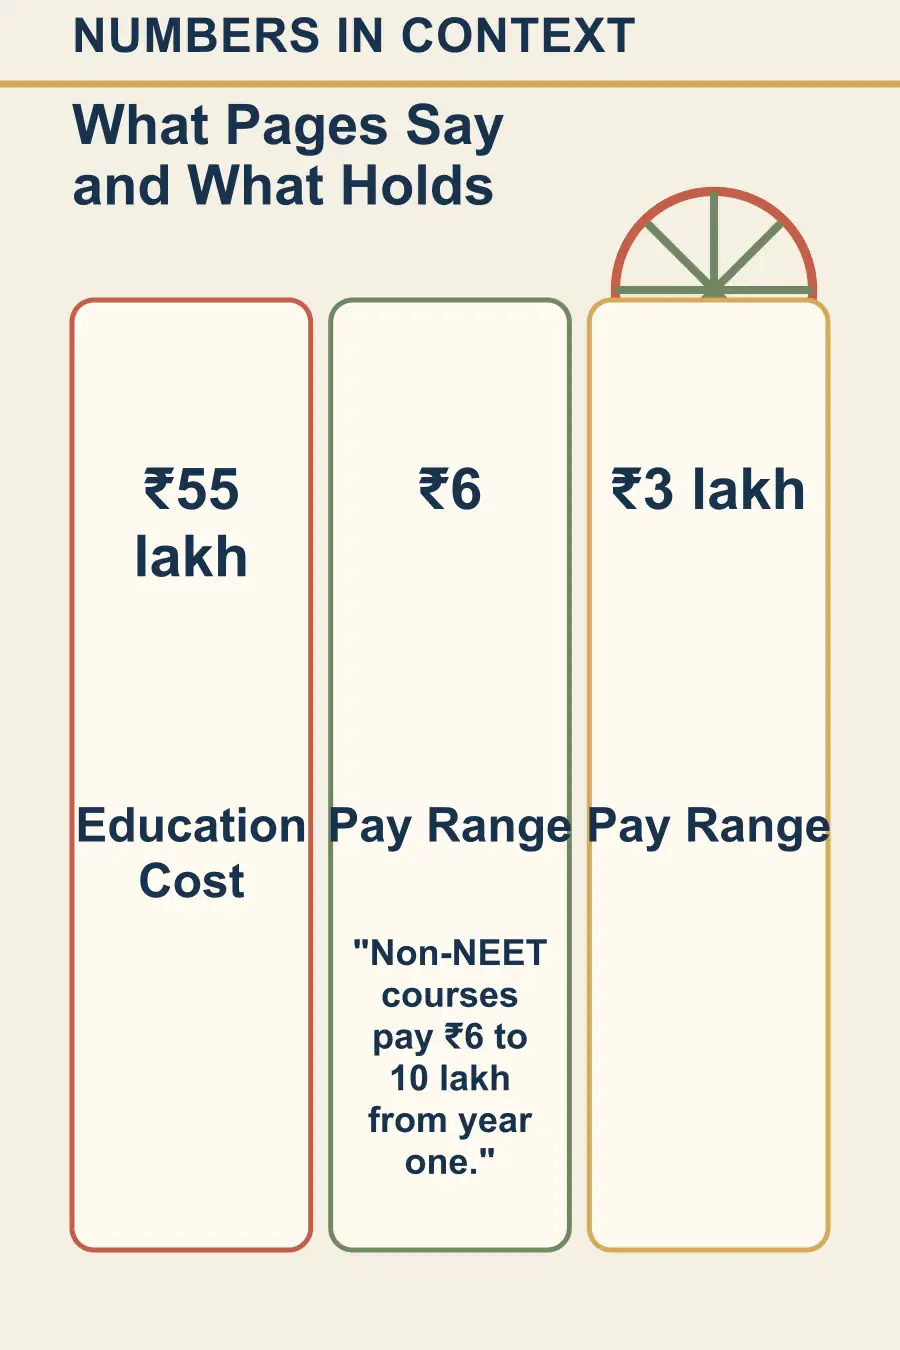 NUMBERS IN CONTEXT
What Pages Say
and What Holds
₹55
lakh
Education
Cost
₹6
Pay Range
"Non-NEET
courses
pay ₹6 to
10 lakh
from year
one."
₹3 lakh
Pay Range